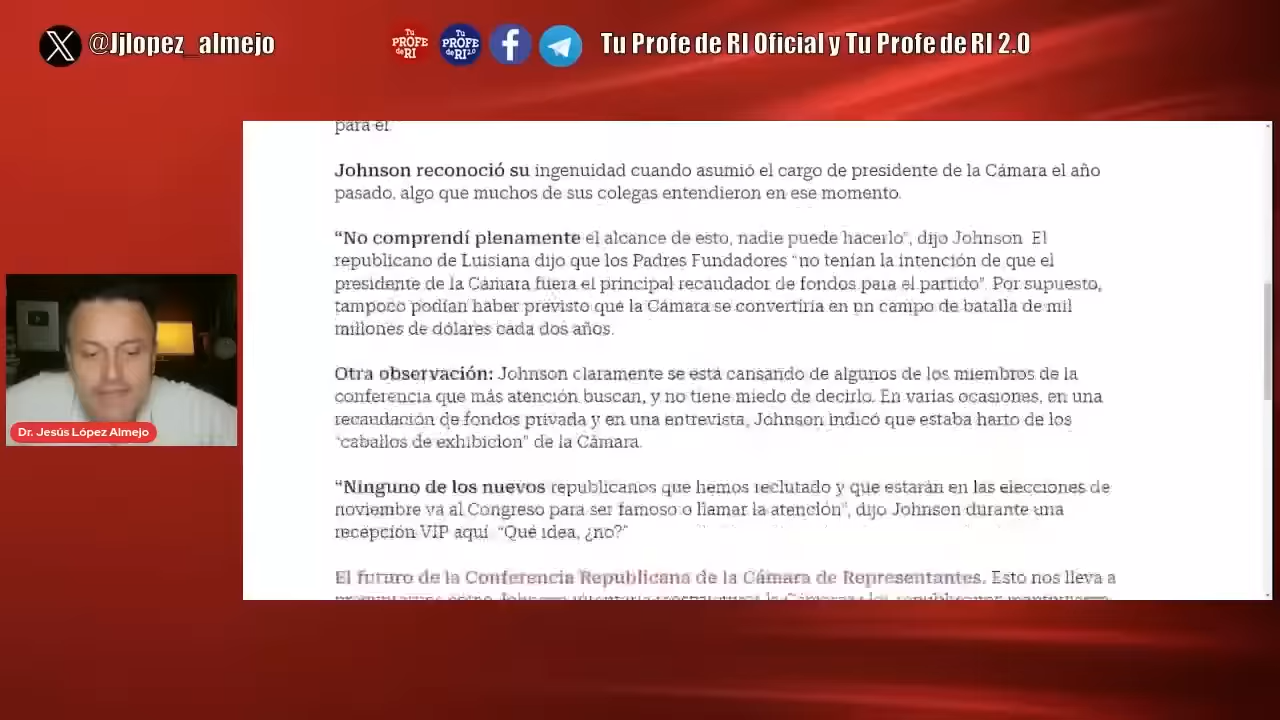 @Jjlopez_almejo
Tu PROFE de RI
Tu PROFE de RI 2.0
Tu Profe de RI Oficial y Tu Profe de RI 2.0
para él.
Johnson reconoció su ingenuidad cuando asumió el cargo de presidente de la Cámara el año
pasado, algo que muchos de sus colegas entendieron en ese momento.
“No comprendí plenamente el alcance de esto, nadie puede hacerlo”, dijo Johnson. El
republicano de Luisiana dijo que los Padres Fundadores “no tenían la intención de que el
presidente de la Cámara fuera el principal recaudador de fondos para el partido”. Por supuesto,
tampoco podían haber previsto que la Cámara se convertiría en un campo de batalla de mil
millones de dólares cada dos años.
Otra observación: Johnson claramente se está cansando de algunos de los miembros de la
conferencia que más atención buscan, y no tiene miedo de decirlo. En varias ocasiones, en una
recaudación de fondos privada y en una entrevista, Johnson indicó que estaba harto de los
“caballos de exhibición” de la Cámara.
“Ninguno de los nuevos republicanos que hemos reclutado y que estarán en las elecciones de
noviembre va al Congreso para ser famoso o llamar la atención”, dijo Johnson durante una
recepción VIP aquí. “Qué idea, ¿no?”
El futuro de la Conferencia Republicana de la Cámara de Representantes. Esto nos lleva a
Dr. Jesús López Almejo